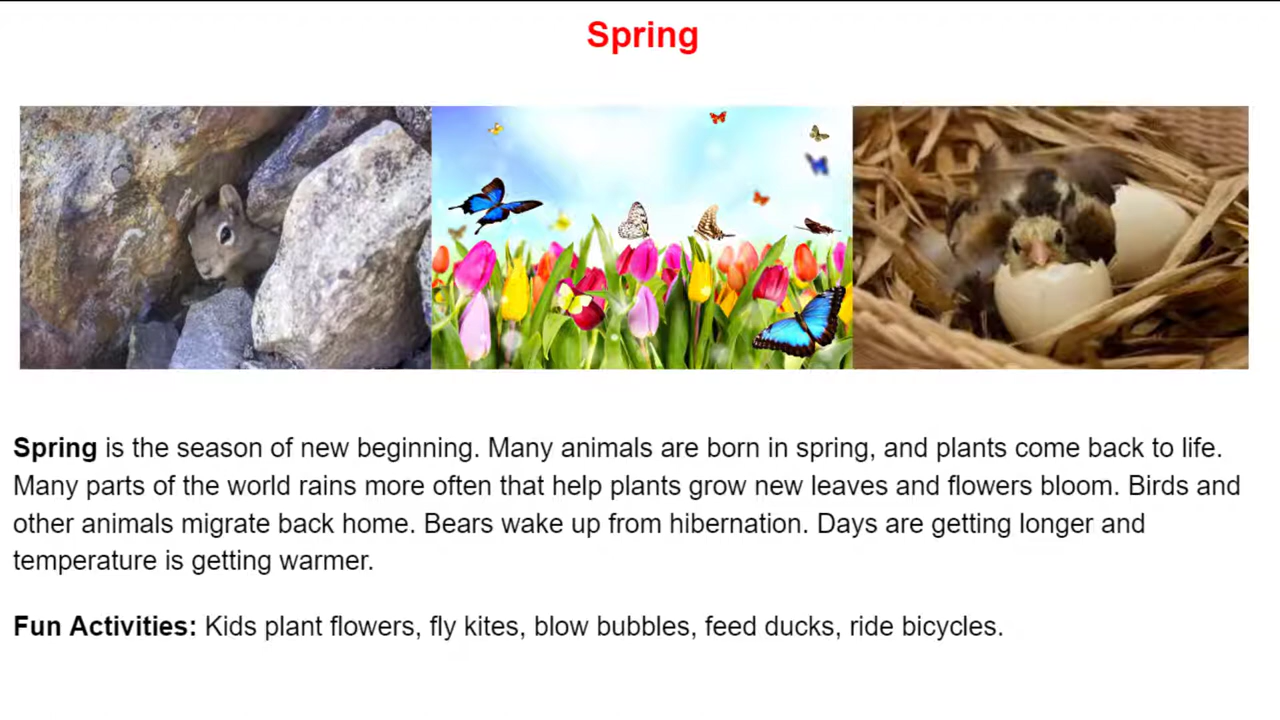 Spring
Spring is the season of new beginning. Many animals are born in spring, and plants come back to life.
Many parts of the world rains more often that help plants grow new leaves and flowers bloom. Birds and
other animals migrate back home. Bears wake up from hibernation. Days are getting longer and
temperature is getting warmer.
Fun Activities: Kids plant flowers, fly kites, blow bubbles, feed ducks, ride bicycles.